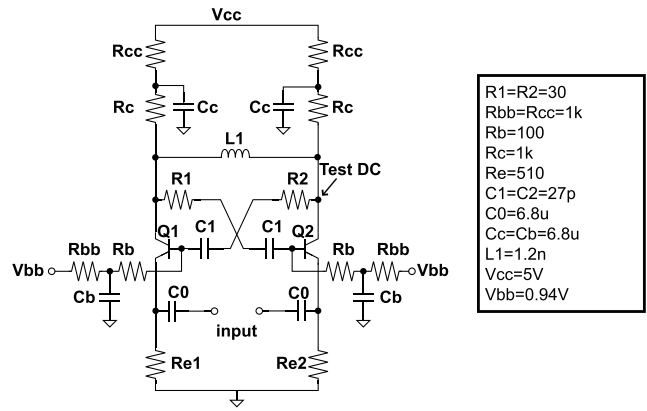 Vcc
Rcc
Rcc
Rc
Cc
Cc
Rc
L1
Test DC
R1
R2
Q1
C1
C1
Q2
Rbb
Rb
Rb
Rbb
Vbb
Vbb
Cb
C0
C0
Cb
input
Re1
Re2
R1=R2=30
Rbb=Rcc=1k
Rb=100
Rc=1k
Re=510
C1=C2=27p
C0=6.8u
Cc=Cb=6.8u
L1=1.2n
Vcc=5V
Vbb=0.94V